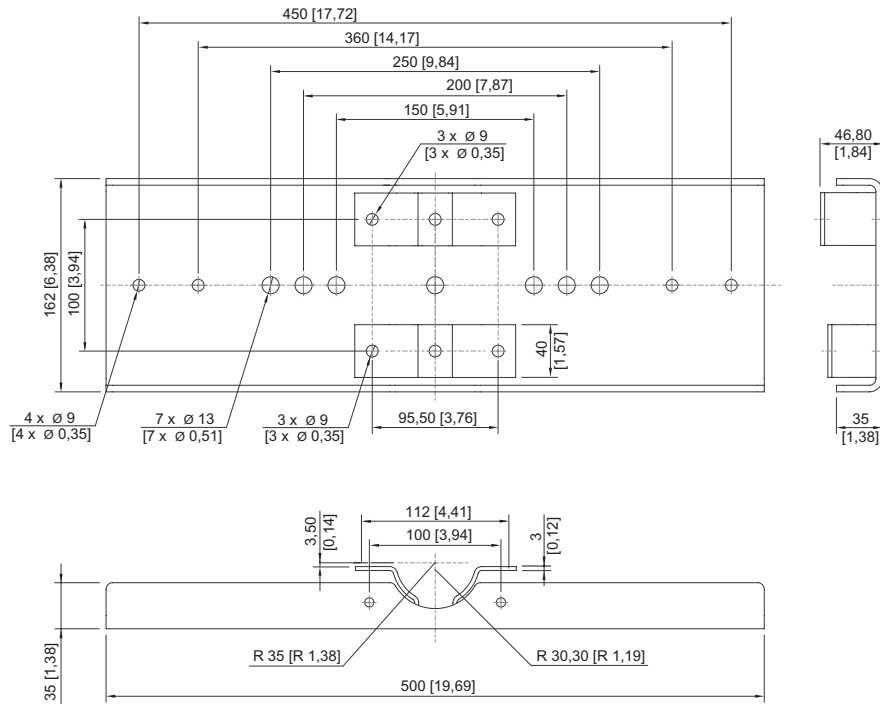 450 [17,72]
360 [14,17]
250 [9,84]
200 [7,87]
150 [5,91]
3 x Ø 9
[3 x Ø 0,35]
46,80
[1,84]
162 [6,38]
100 [3,94]
40
[1,57]
4 x Ø 9
[4 x Ø 0,35]
7 x Ø 13
[7 x Ø 0,51]
3 x Ø 9
[3 x Ø 0,35]
95,50 [3,76]
35
[1,38]
3,50
[0,14]
112 [4,41]
100 [3,94]
3
[0,12]
35 [1,38]
R 35 [R 1,38]
R 30,30 [R 1,19]
500 [19,69]